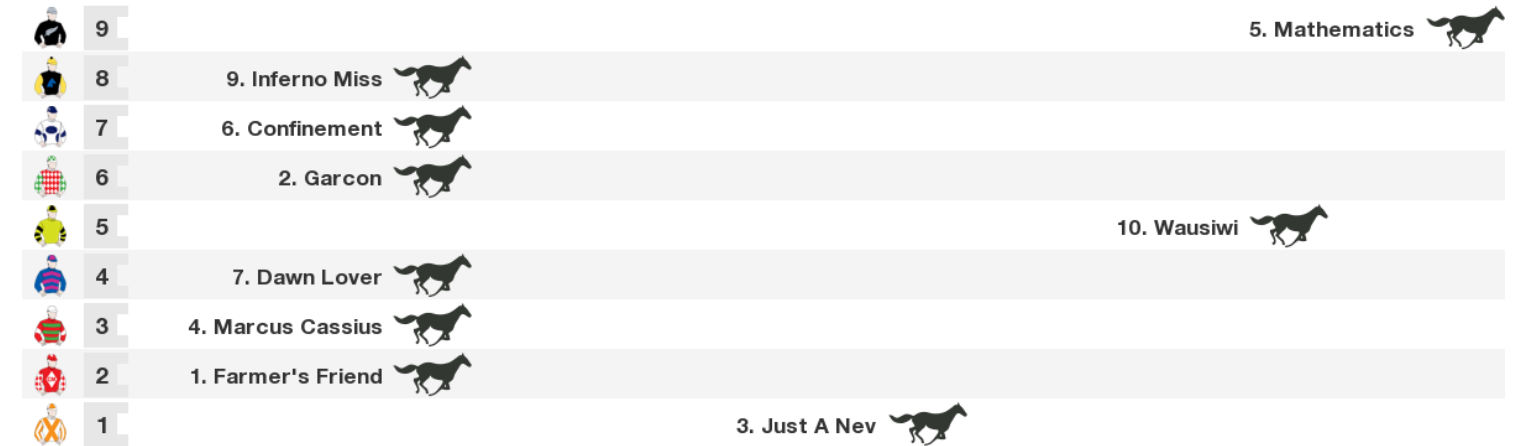 9 5. Mathematics
8 9. Inferno Miss
7 6. Confinement
6 2. Garcon
5 10. Wausiwi
4 7. Dawn Lover
3 4. Marcus Cassius
2 1. Farmer's Friend
1 3. Just A Nev